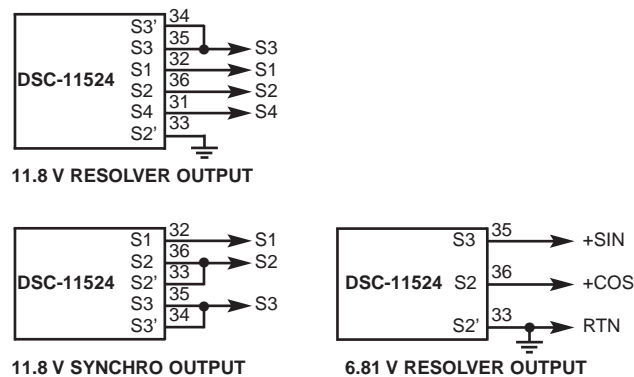 S3' 34
S3 35 S3
DSC-11524 S1 32 S1
S2 36 S2
S4 31 S4
S2' 33
11.8 V RESOLVER OUTPUT
S1 32 S1
S2 36 S2
DSC-11524 S2' 33
S3 35 S3
S3' 34
11.8 V SYNCHRO OUTPUT
S3 35 +SIN
DSC-11524 S2 36 +COS
S2' 33 RTN
6.81 V RESOLVER OUTPUT